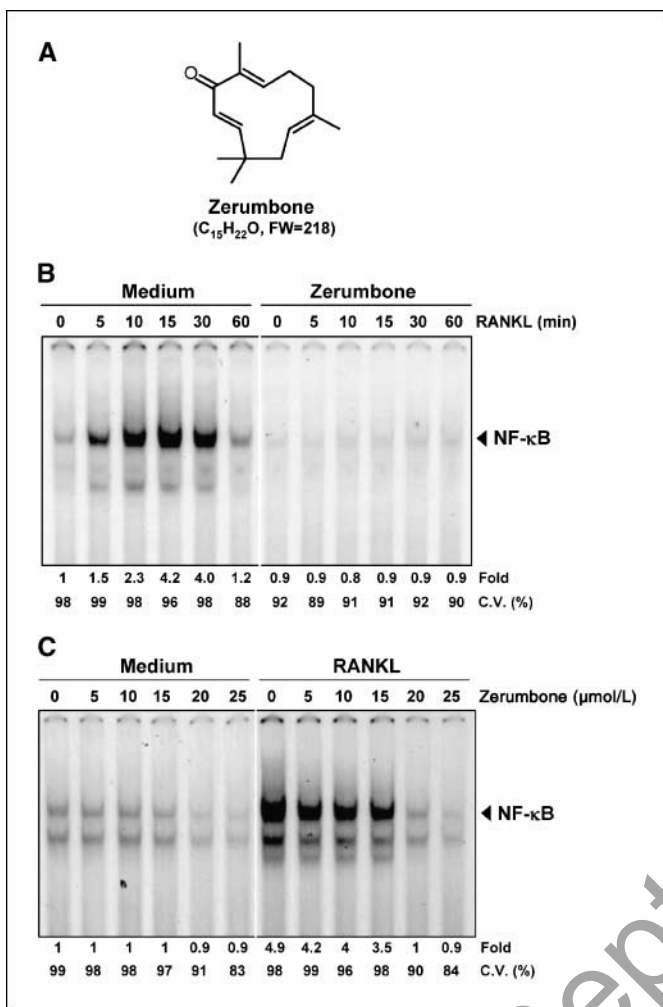 A
O
Zerumbone
(C₁₅H₂₂O, FW=218)
B
Medium Zerumbone
0 5 10 15 30 60 0 5 10 15 30 60 RANKL (min)
◄ NF-κB
1 1.5 2.3 4.2 4.0 1.2 0.9 0.9 0.8 0.9 0.9 0.9 Fold
98 99 98 96 98 88 92 89 91 91 92 90 C.V. (%)
C
Medium RANKL
0 5 10 15 20 25 0 5 10 15 20 25 Zerumbone (μmol/L)
◄ NF-κB
1 1 1 1 0.9 0.9 4.9 4.2 4 3.5 1 0.9 Fold
99 98 98 97 91 83 98 99 96 98 90 84 C.V. (%)
cept